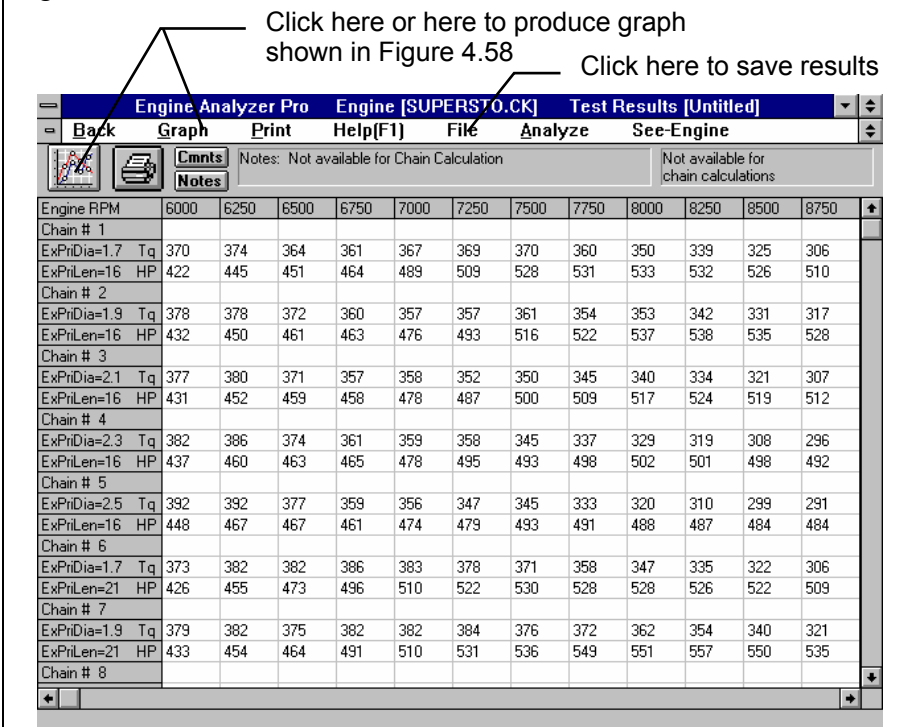 Click here or here to produce graph
shown in Figure 4.58
Click here to save results
Engine Analyzer Pro Engine [SUPERSTO.CK] Test Results [Untitled]
Back Graph Print Help(F1) File Analyze See-Engine
Cmnts
Notes
Notes: Not available for Chain Calculation
Not available for
chain calculations
Engine RPM 6000 6250 6500 6750 7000 7250 7500 7750 8000 8250 8500 8750
Chain # 1
ExPriDia=1.7 Tq 370 374 364 361 367 369 370 360 350 339 325 306
ExPriLen=16 HP 422 445 451 464 489 509 528 531 533 532 526 510
Chain # 2
ExPriDia=1.9 Tq 378 378 372 360 357 357 361 354 353 342 331 317
ExPriLen=16 HP 432 450 461 463 476 493 516 522 537 538 535 528
Chain # 3
ExPriDia=2.1 Tq 377 380 371 357 358 352 350 345 340 334 321 307
ExPriLen=16 HP 431 452 459 458 478 487 500 509 517 524 519 512
Chain # 4
ExPriDia=2.3 Tq 382 386 374 361 359 358 345 337 329 319 308 296
ExPriLen=16 HP 437 460 463 465 478 495 493 498 502 501 498 492
Chain # 5
ExPriDia=2.5 Tq 392 392 377 359 356 347 345 333 320 310 299 291
ExPriLen=16 HP 448 467 467 461 474 479 493 491 488 487 484 484
Chain # 6
ExPriDia=1.7 Tq 373 382 382 386 383 378 371 358 347 335 322 306
ExPriLen=21 HP 426 455 473 496 510 522 530 528 528 526 522 509
Chain # 7
ExPriDia=1.9 Tq 379 382 375 382 382 384 376 372 362 354 340 321
ExPriLen=21 HP 433 454 464 491 510 531 536 549 551 557 550 535
Chain # 8